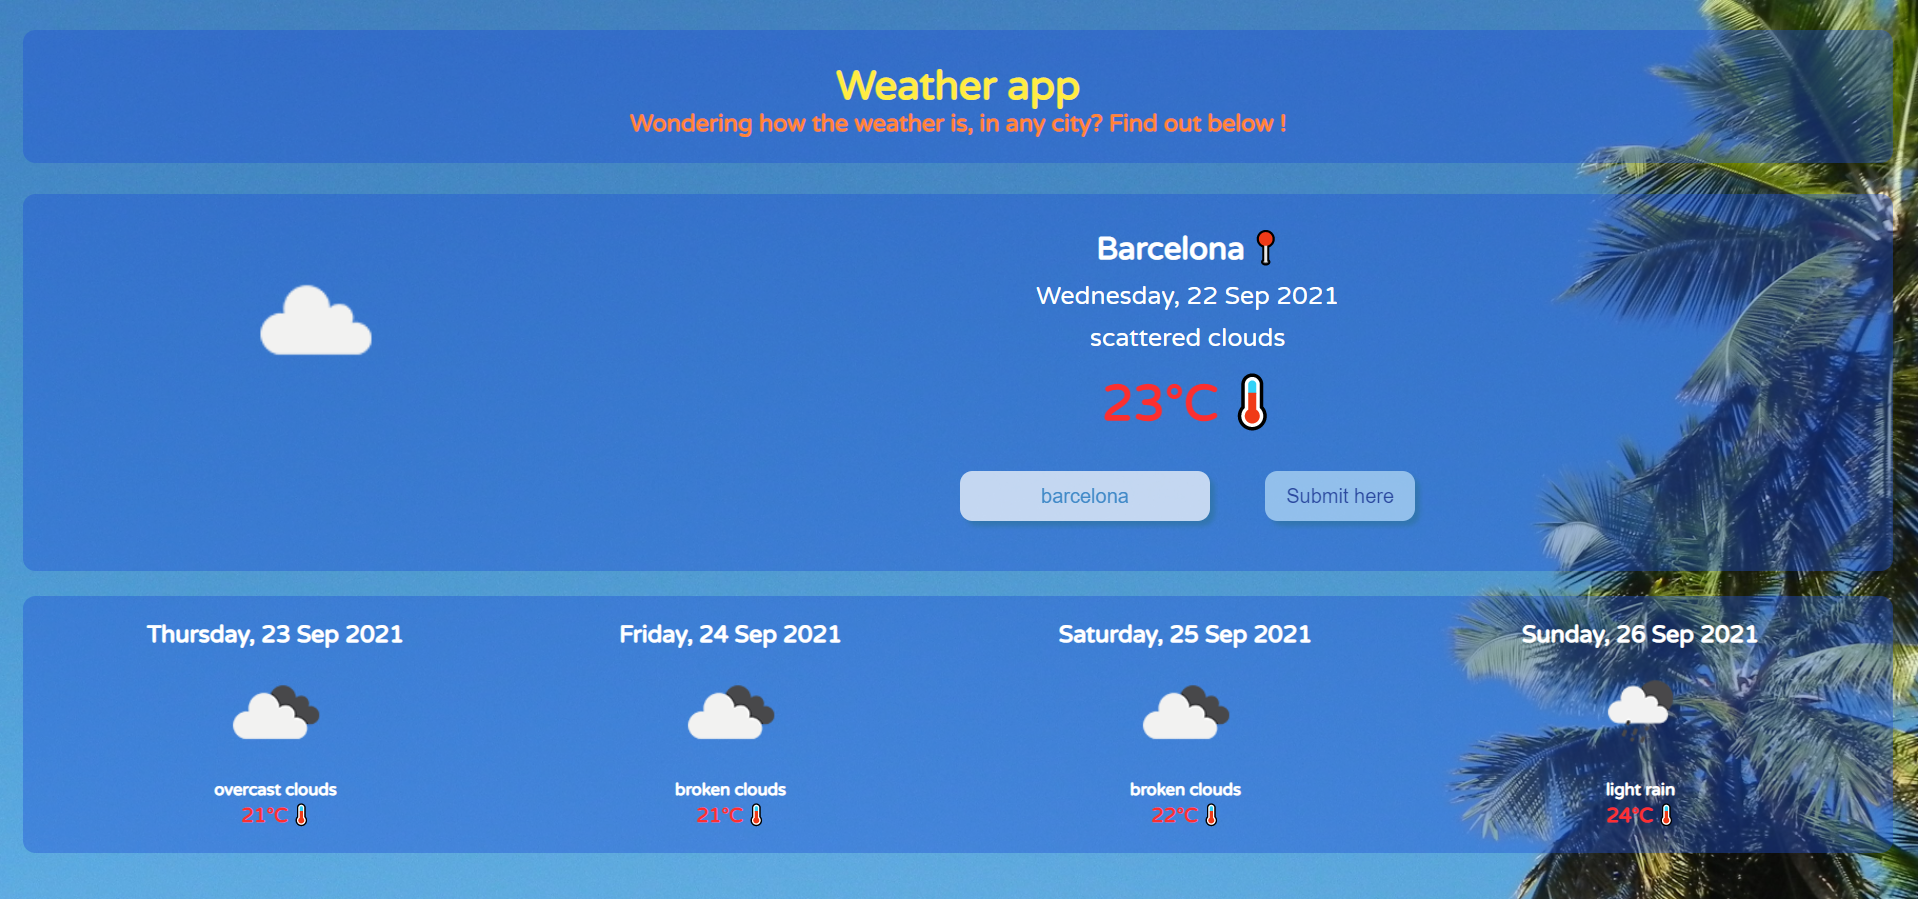 Weather app
Wondering how the weather is, in any city? Find out below !
Barcelona
Wednesday, 22 Sep 2021
scattered clouds
23°C
barcelona
Submit here
Thursday, 23 Sep 2021
overcast clouds
21°C
Friday, 24 Sep 2021
broken clouds
21°C
Saturday, 25 Sep 2021
broken clouds
22°C
Sunday, 26 Sep 2021
light rain
24°C